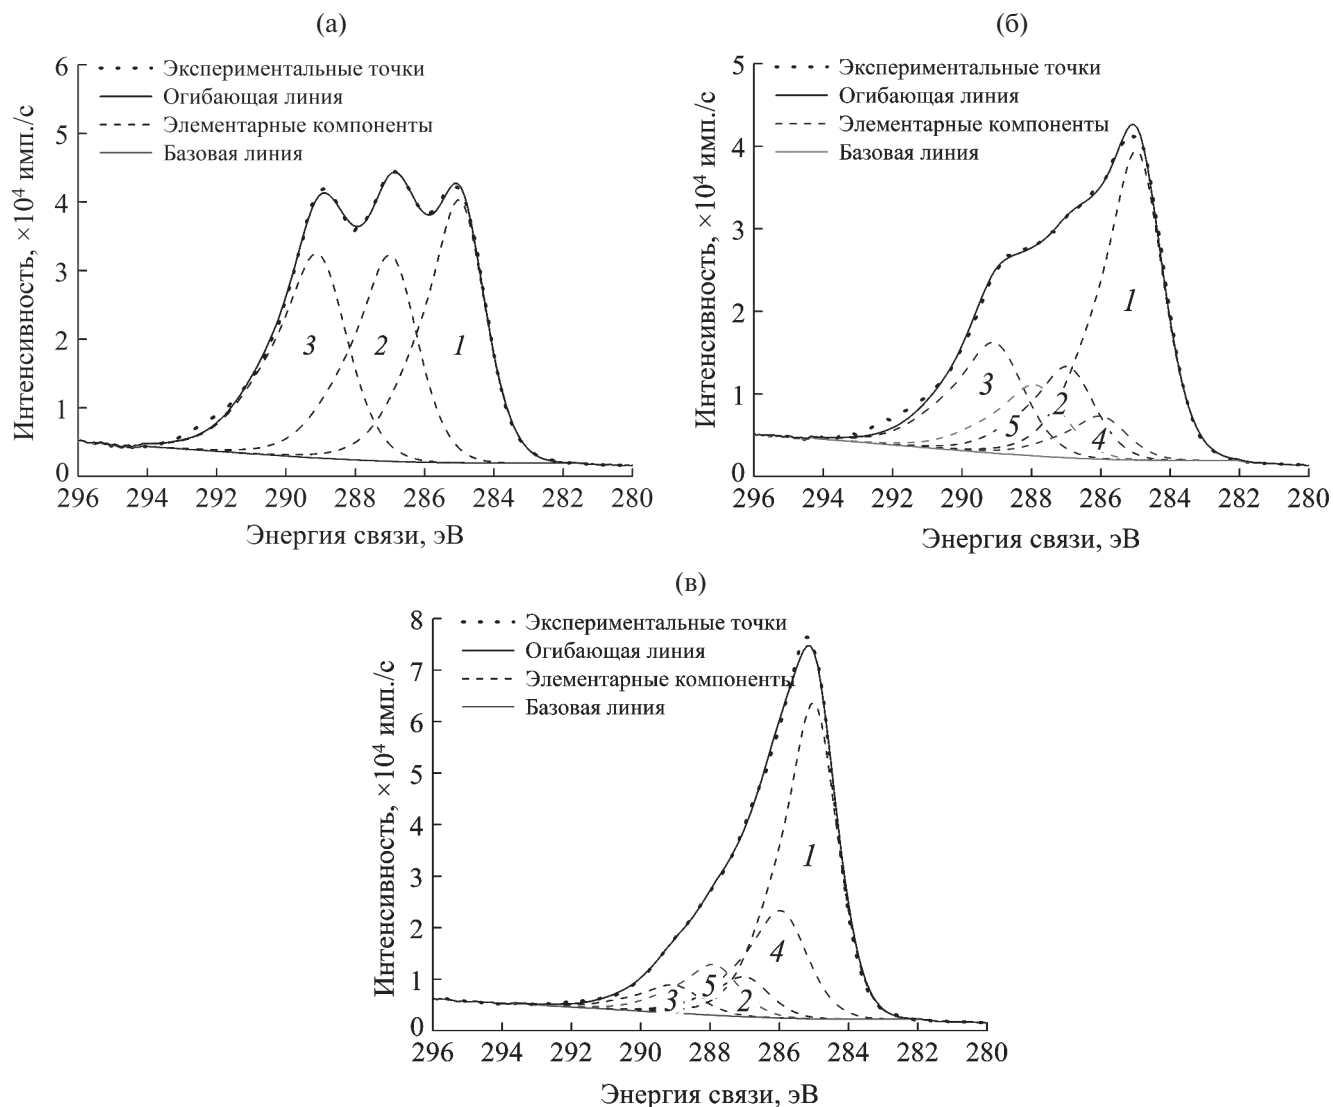 (а)
Интенсивность, ×10⁴ имп./с
6
5
4
3
2
1
0
Экспериментальные точки
Огибающая линия
Элементарные компоненты
Базовая линия
3
2
1
296 294 292 290 288 286 284 282 280
Энергия связи, эВ
(б)
Интенсивность, ×10⁴ имп./с
5
4
3
2
1
0
Экспериментальные точки
Огибающая линия
Элементарные компоненты
Базовая линия
1
3
2
5
4
296 294 292 290 288 286 284 282 280
Энергия связи, эВ
(в)
Интенсивность, ×10⁴ имп./с
8
7
6
5
4
3
2
1
0
Экспериментальные точки
Огибающая линия
Элементарные компоненты
Базовая линия
1
4
5
3
2
296 294 292 290 288 286 284 282 280
Энергия связи, эВ